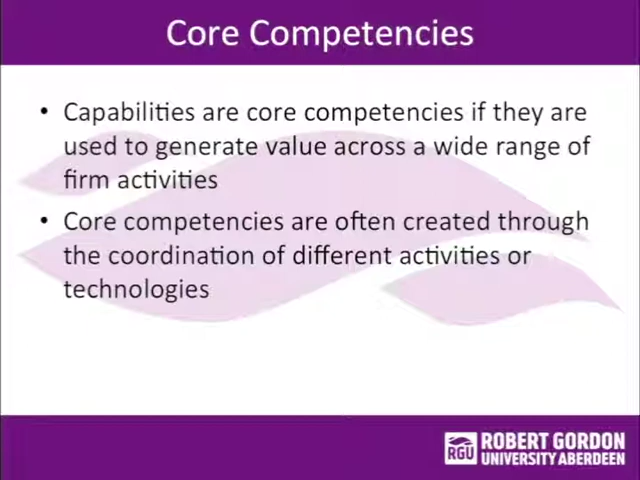 Core Competencies
• Capabilities are core competencies if they are
used to generate value across a wide range of
firm activities
• Core competencies are often created through
the coordination of different activities or
technologies
RGU
ROBERT GORDON
UNIVERSITY ABERDEEN